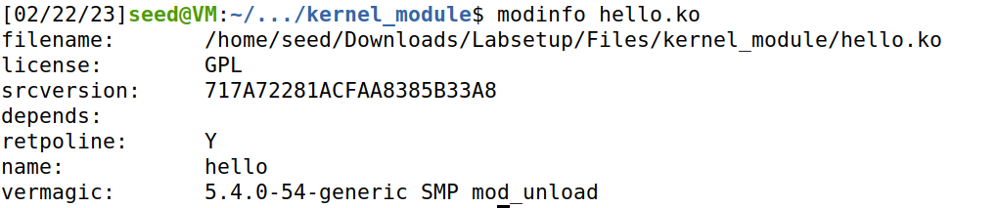 [02/22/23]seed@VM:~/.../kernel_module$ modinfo hello.ko
filename:       /home/seed/Downloads/Labsetup/Files/kernel_module/hello.ko
license:        GPL
srcversion:     717A72281ACFAA8385B33A8
depends:
retpoline:      Y
name:           hello
vermagic:       5.4.0-54-generic SMP mod_unload